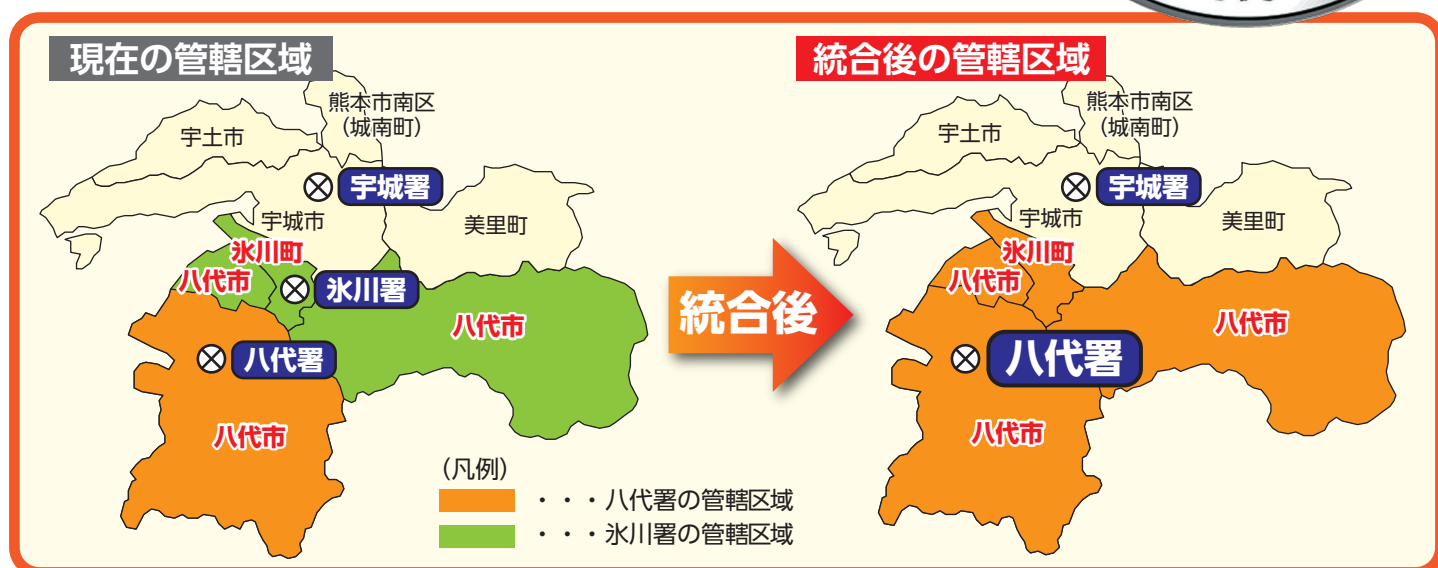 現在の管轄区域
熊本市南区
(城南町)
宇土市
宇城署
宇城市
美里町
氷川町
八代市
氷川署
八代市
八代署
八代市
(凡例)
・・・八代署の管轄区域
・・・氷川署の管轄区域
統合後
統合後の管轄区域
熊本市南区
(城南町)
宇土市
宇城署
宇城市
美里町
氷川町
八代市
八代市
八代署
八代市